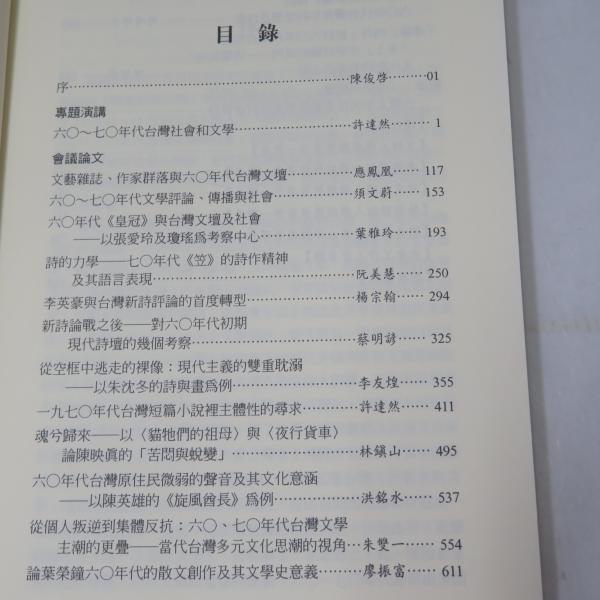 目錄
序……………………………………………………陳俊啓………01
專題演講
六〇～七〇年代台灣社會和文學……………………許達然………1
會議論文
文藝雜誌、作家群落與六〇年代台灣文壇……………應鳳凰……117
六〇～七〇年代文學評論、傳播與社會………………須文蔚……153
六〇年代《皇冠》與台灣文壇及社會
——以張愛玲及瓊瑤爲考察中心……………………葉雅玲……193
詩的力學——七〇年代《笠》的詩作精神
及其語言表現…………………………………………阮美慧……250
李英豪與台灣新詩評論的首度轉型……………………楊宗翰……294
新詩論戰之後——對六〇年代初期
現代詩壇的幾個考察…………………………………蔡明諺……325
從空框中逃走的裸像：現代主義的雙重耽溺
——以朱沈冬的詩與畫爲例…………………………李友煌……355
一九七〇年代台灣短篇小說裡主體性的尋求…………許達然……411
魂兮歸來——以〈貓牠們的祖母〉與〈夜行貨車〉
論陳映眞的「苦悶與蛻變」…………………………林鎭山……495
六〇年代台灣原住民微弱的聲音及其文化意涵
——以陳英雄的《旋風酋長》爲例…………………洪銘水……537
從個人叛逆到集體反抗：六〇、七〇年代台灣文學
主潮的更疊——當代台灣多元文化思潮的視角…朱雙一……554
論葉榮鐘六〇年代的散文創作及其文學史意義………廖振富……611